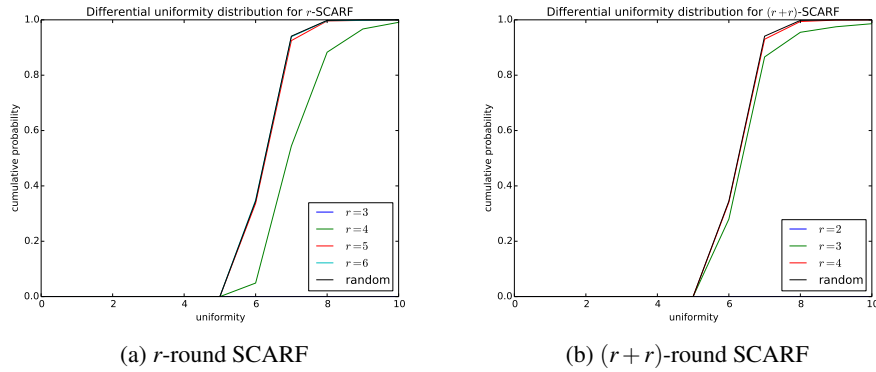 Differential uniformity distribution for r-SCARF
cumulative probability
1.0
0.8
0.6
0.4
0.2
0.0
0 2 4 6 8 10
uniformity
r=3
r=4
r=5
r=6
random
(a) r-round SCARF
Differential uniformity distribution for (r+r)-SCARF
cumulative probability
1.0
0.8
0.6
0.4
0.2
0.0
0 2 4 6 8 10
uniformity
r=2
r=3
r=4
random
(b) (r+r)-round SCARF